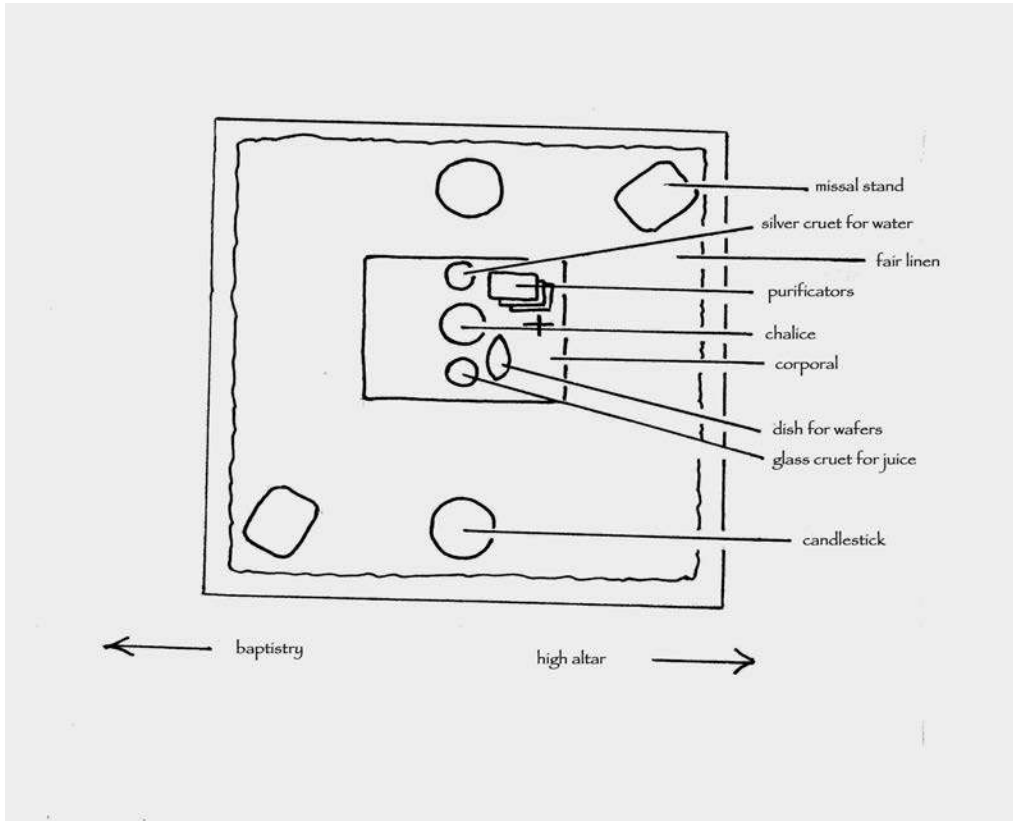 missal stand
silver cruet for water
fair linen
purificators
chalice
corporal
dish for wafers
glass cruet for juice
candlestick
baptistry
high altar